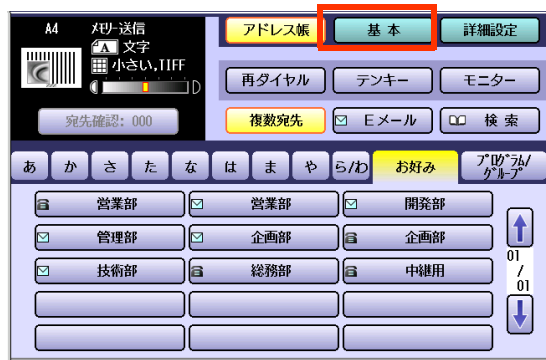 A4 ﾒﾓﾘｰ送信
A 文字
小さい,TIFF
D
宛先確認: 000
アドレス帳 基本 詳細設定
再ダイヤル テンキー モニター
複数宛先 Eメール 検索
あ か さ た な は ま や ら/わ お好み ﾌﾟﾛｸﾞﾗﾑ/
ｸﾞﾙｰﾌﾟ
営業部 営業部 開発部
管理部 企画部 企画部
技術部 総務部 中継用
01
/
01